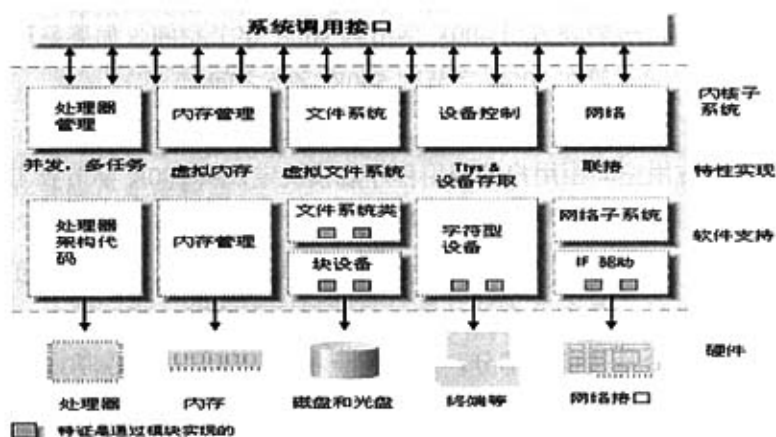 系统调用接口
处理器
管理
内存管理
文件系统
设备控制
网络
内核子
系统
并发,多任务
虚拟内存
虚拟文件系统
Ttys &
设备存取
联接
特性实现
处理器
架构代
码
内存管理
文件系统类
块设备
字符型
设备
网络子系统
IF 驱动
软件支持
处理器
内存
磁盘和光盘
终端等
网络接口
硬件
特征是通过模块实现的